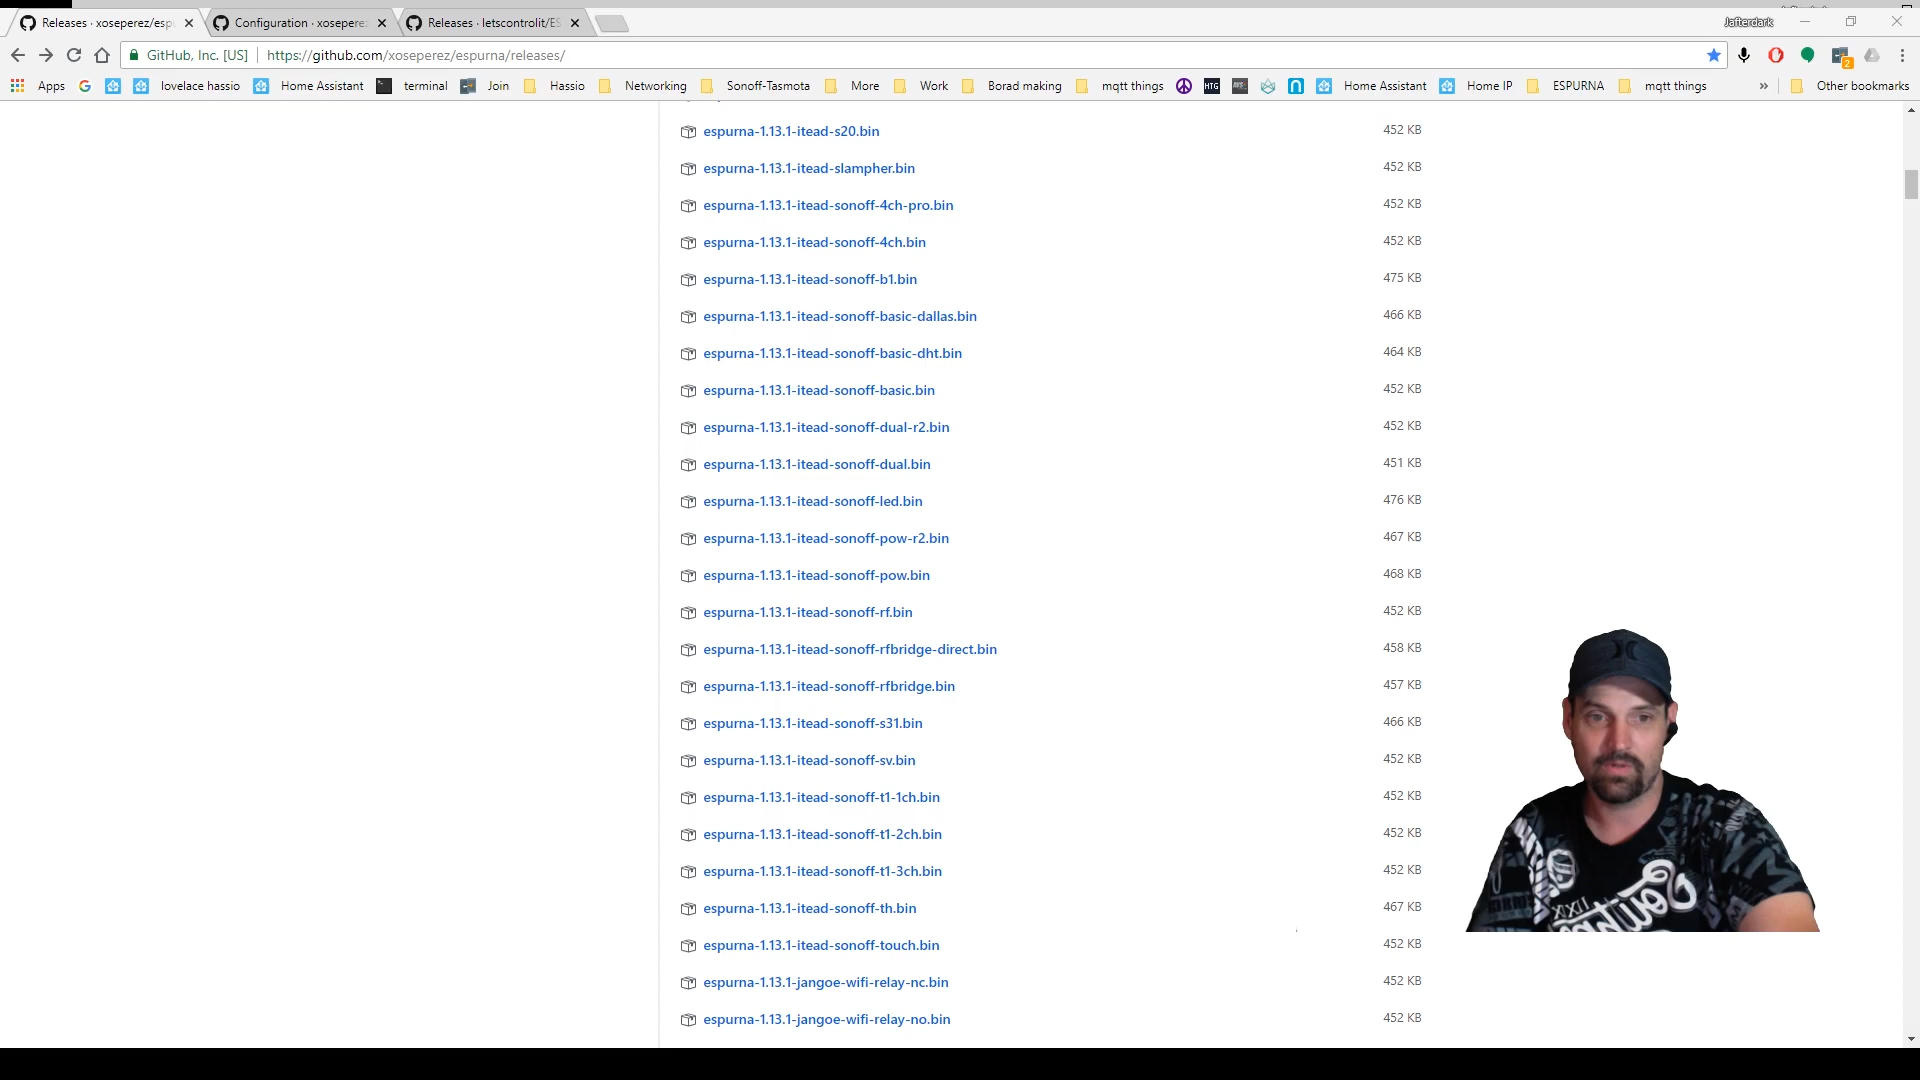 Releases · xoseperez/espu
Configuration · xosepere
Releases · letscontrolit/ES
Jafterdark
GitHub, Inc. [US]
https://github.com/xoseperez/espurna/releases/
2
Apps
lovelace hassio
Home Assistant
terminal
Join
Hassio
Networking
Sonoff-Tasmota
More
Work
Borad making
mqtt things
HTG
Home Assistant
Home IP
ESPURNA
mqtt things
»
Other bookmarks
espurna-1.13.1-itead-s20.bin 452 KB
espurna-1.13.1-itead-slampher.bin 452 KB
espurna-1.13.1-itead-sonoff-4ch-pro.bin 452 KB
espurna-1.13.1-itead-sonoff-4ch.bin 452 KB
espurna-1.13.1-itead-sonoff-b1.bin 475 KB
espurna-1.13.1-itead-sonoff-basic-dallas.bin 466 KB
espurna-1.13.1-itead-sonoff-basic-dht.bin 464 KB
espurna-1.13.1-itead-sonoff-basic.bin 452 KB
espurna-1.13.1-itead-sonoff-dual-r2.bin 452 KB
espurna-1.13.1-itead-sonoff-dual.bin 451 KB
espurna-1.13.1-itead-sonoff-led.bin 476 KB
espurna-1.13.1-itead-sonoff-pow-r2.bin 467 KB
espurna-1.13.1-itead-sonoff-pow.bin 468 KB
espurna-1.13.1-itead-sonoff-rf.bin 452 KB
espurna-1.13.1-itead-sonoff-rfbridge-direct.bin 458 KB
espurna-1.13.1-itead-sonoff-rfbridge.bin 457 KB
espurna-1.13.1-itead-sonoff-s31.bin 466 KB
espurna-1.13.1-itead-sonoff-sv.bin 452 KB
espurna-1.13.1-itead-sonoff-t1-1ch.bin 452 KB
espurna-1.13.1-itead-sonoff-t1-2ch.bin 452 KB
espurna-1.13.1-itead-sonoff-t1-3ch.bin 452 KB
espurna-1.13.1-itead-sonoff-th.bin 467 KB
espurna-1.13.1-itead-sonoff-touch.bin 452 KB
espurna-1.13.1-jangoe-wifi-relay-nc.bin 452 KB
espurna-1.13.1-jangoe-wifi-relay-no.bin 452 KB